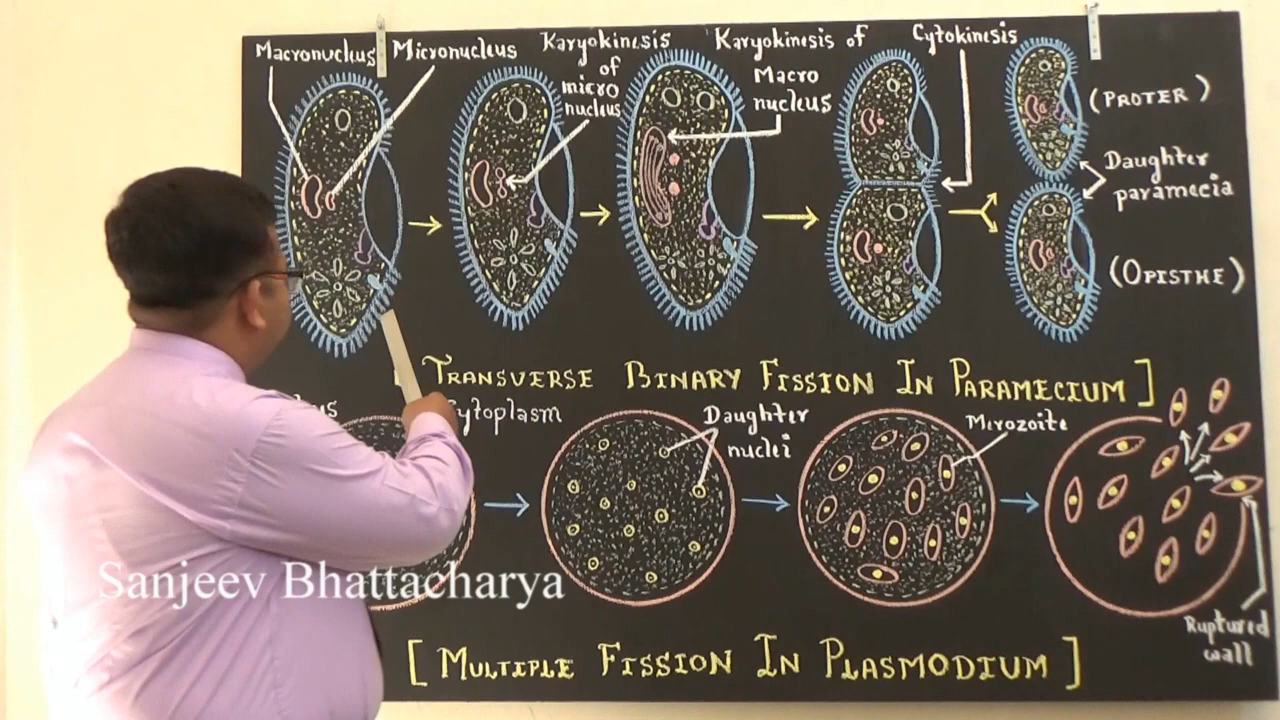 Macronucleus
Micronucleus
Karyokinesis
of
micro
nucleus
Karyokinesis of
Macro
nucleus
Cytokinesis
(PROTER)
Daughter
paramecia
(OPISTHE)
[TRANSVERSE BINARY FISSION IN PARAMECIUM]
Cytoplasm
Daughter
nuclei
Merozoite
Ruptured
wall
Sanjeev Bhattacharya
[MULTIPLE FISSION IN PLASMODIUM]